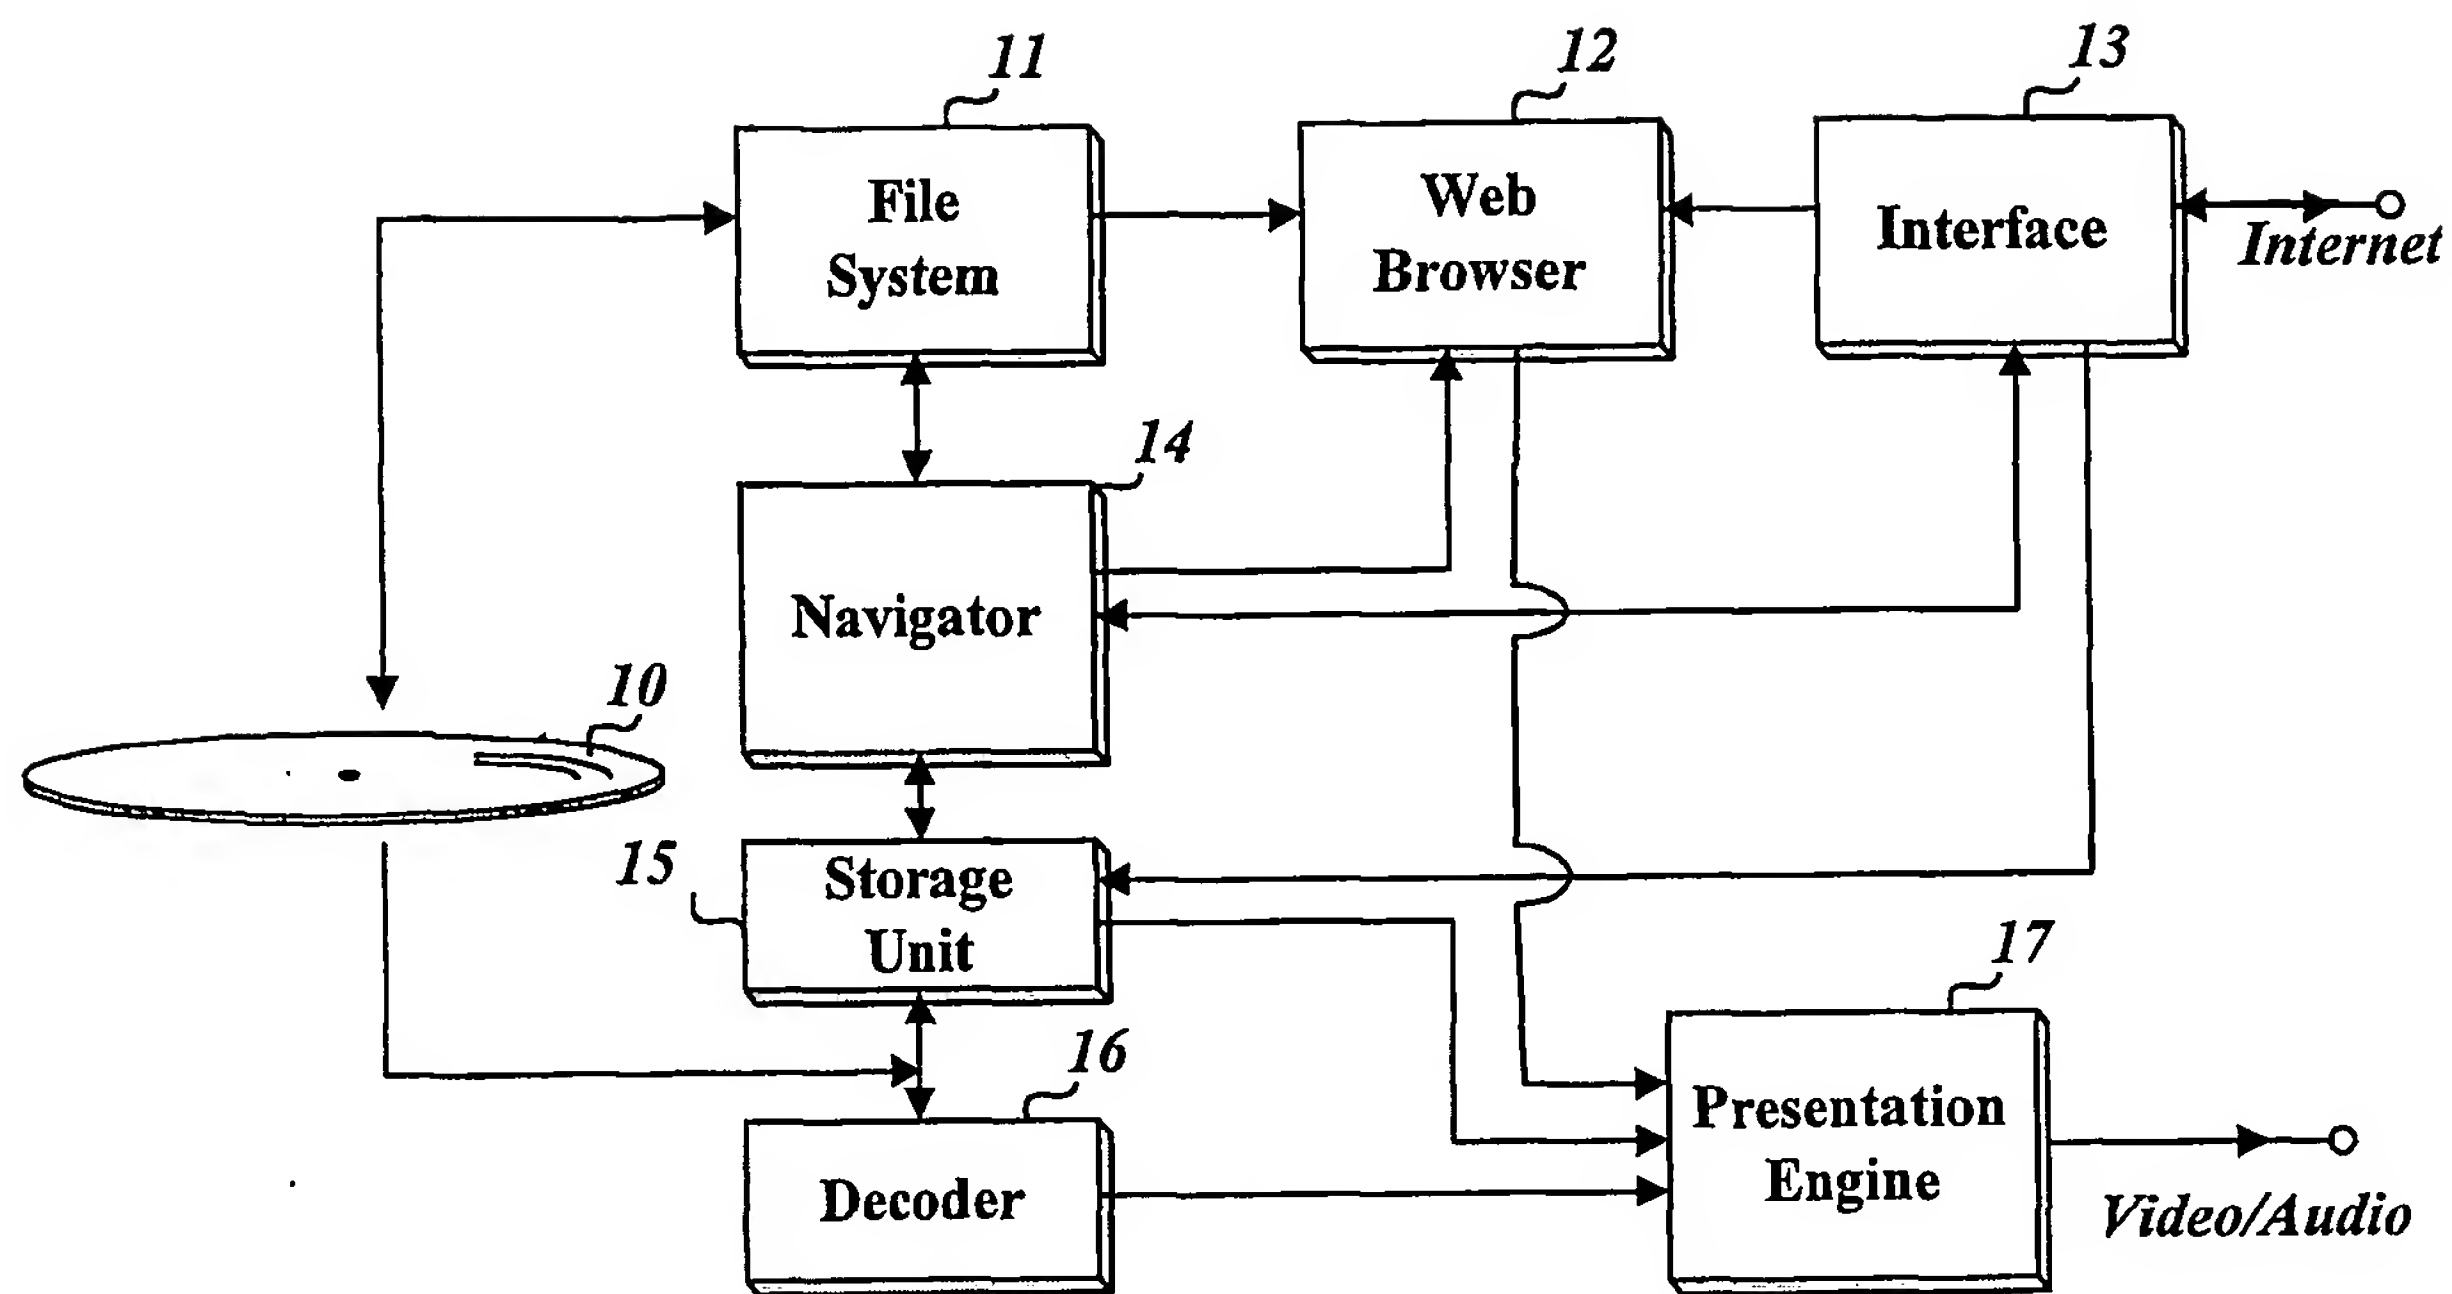 11
12
13
File
System
Web
Browser
Interface
Internet
14
Navigator
10
15
Storage
Unit
16
Decoder
17
Presentation
Engine
Video/Audio